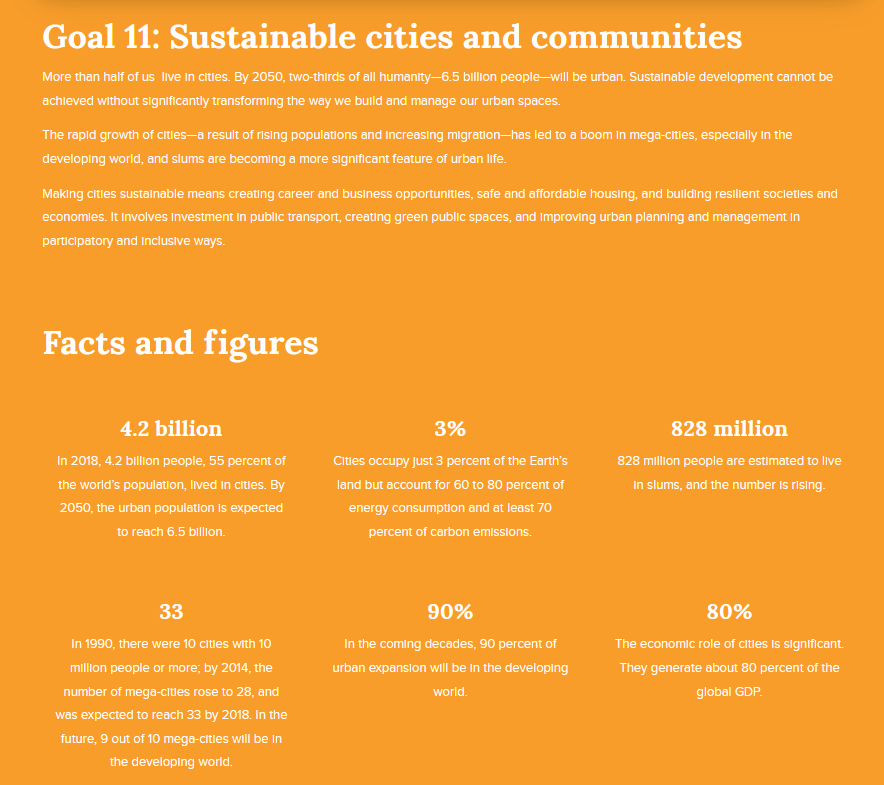 Goal 11: Sustainable cities and communities
More than half of us  live in cities. By 2050, two-thirds of all humanity—6.5 billion people—will be urban. Sustainable development cannot be
achieved without significantly transforming the way we build and manage our urban spaces.
The rapid growth of cities—a result of rising populations and increasing migration—has led to a boom in mega-cities, especially in the
developing world, and slums are becoming a more significant feature of urban life.
Making cities sustainable means creating career and business opportunities, safe and affordable housing, and building resilient societies and
economies. It involves investment in public transport, creating green public spaces, and improving urban planning and management in
participatory and inclusive ways.
Facts and figures
4.2 billion
In 2018, 4.2 billion people, 55 percent of
the world's population, lived in cities. By
2050, the urban population is expected
to reach 6.5 billion.
3%
Cities occupy just 3 percent of the Earth's
land but account for 60 to 80 percent of
energy consumption and at least 70
percent of carbon emissions.
828 million
828 million people are estimated to live
in slums, and the number is rising.
33
In 1990, there were 10 cities with 10
million people or more; by 2014, the
number of mega-cities rose to 28, and
was expected to reach 33 by 2018. In the
future, 9 out of 10 mega-cities will be in
the developing world.
90%
In the coming decades, 90 percent of
urban expansion will be in the developing
world.
80%
The economic role of cities is significant.
They generate about 80 percent of the
global GDP.